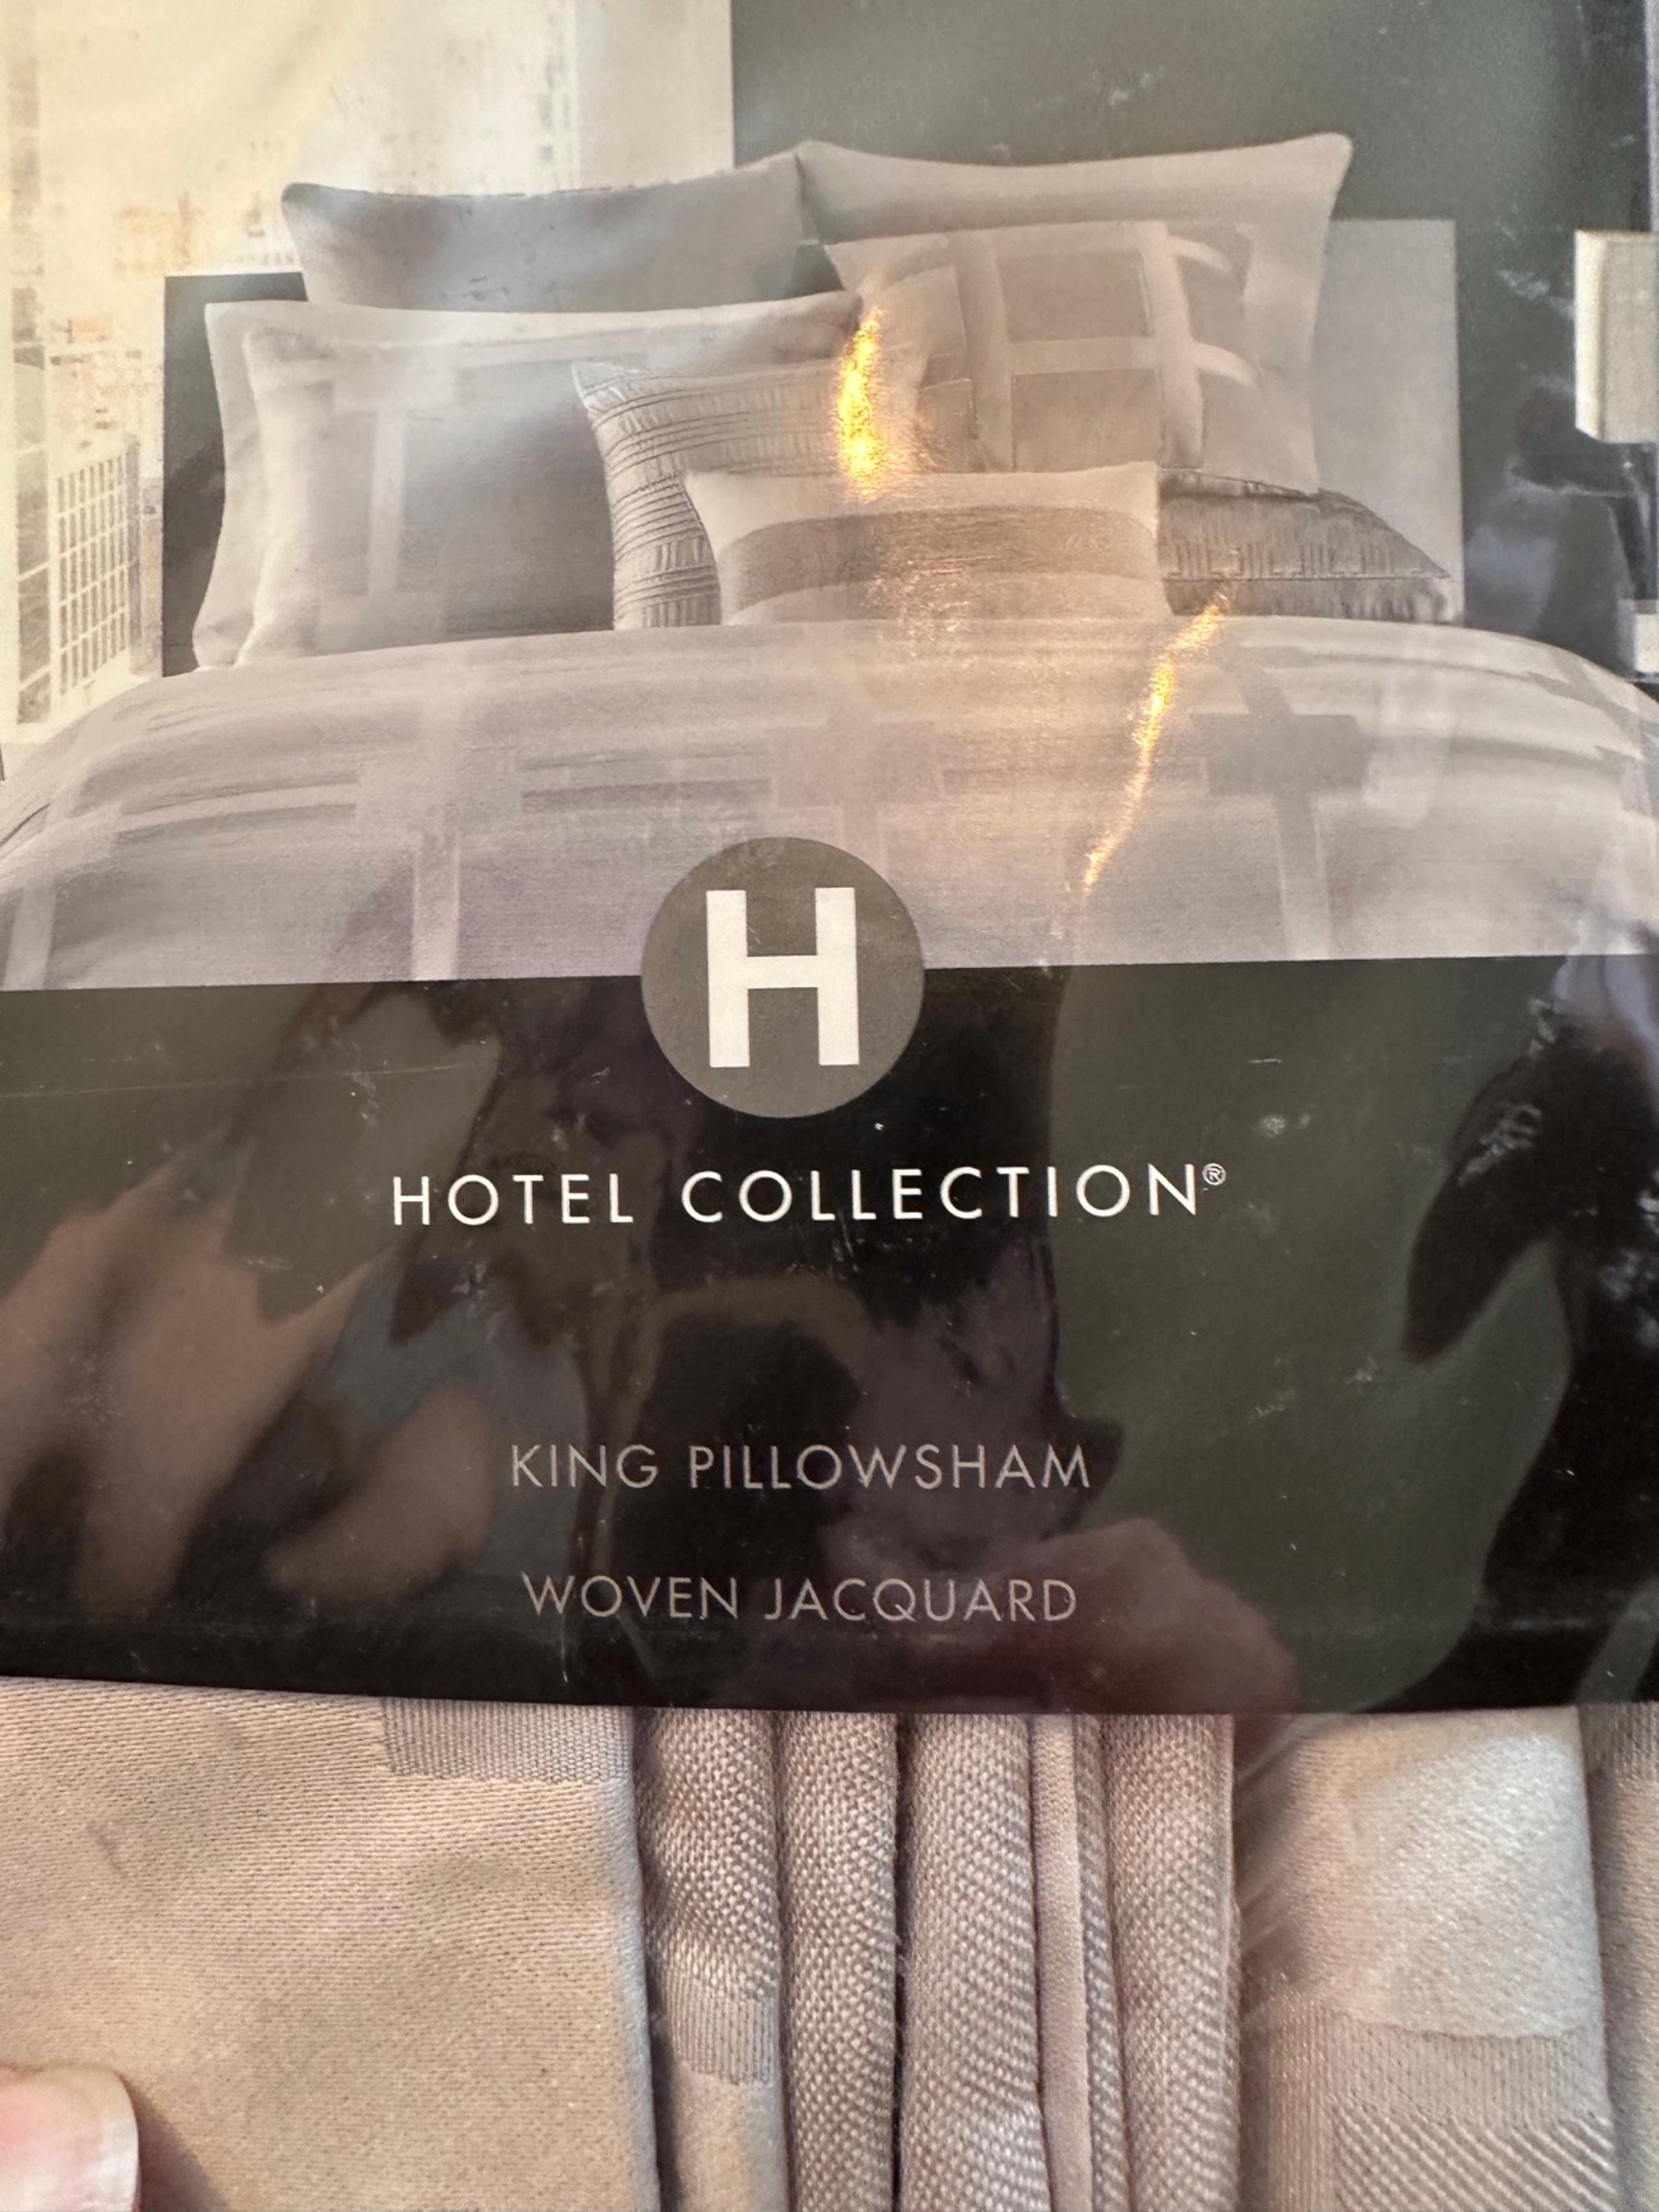 H
HOTEL COLLECTION®
KING PILLOWSHAM
WOVEN JACQUARD